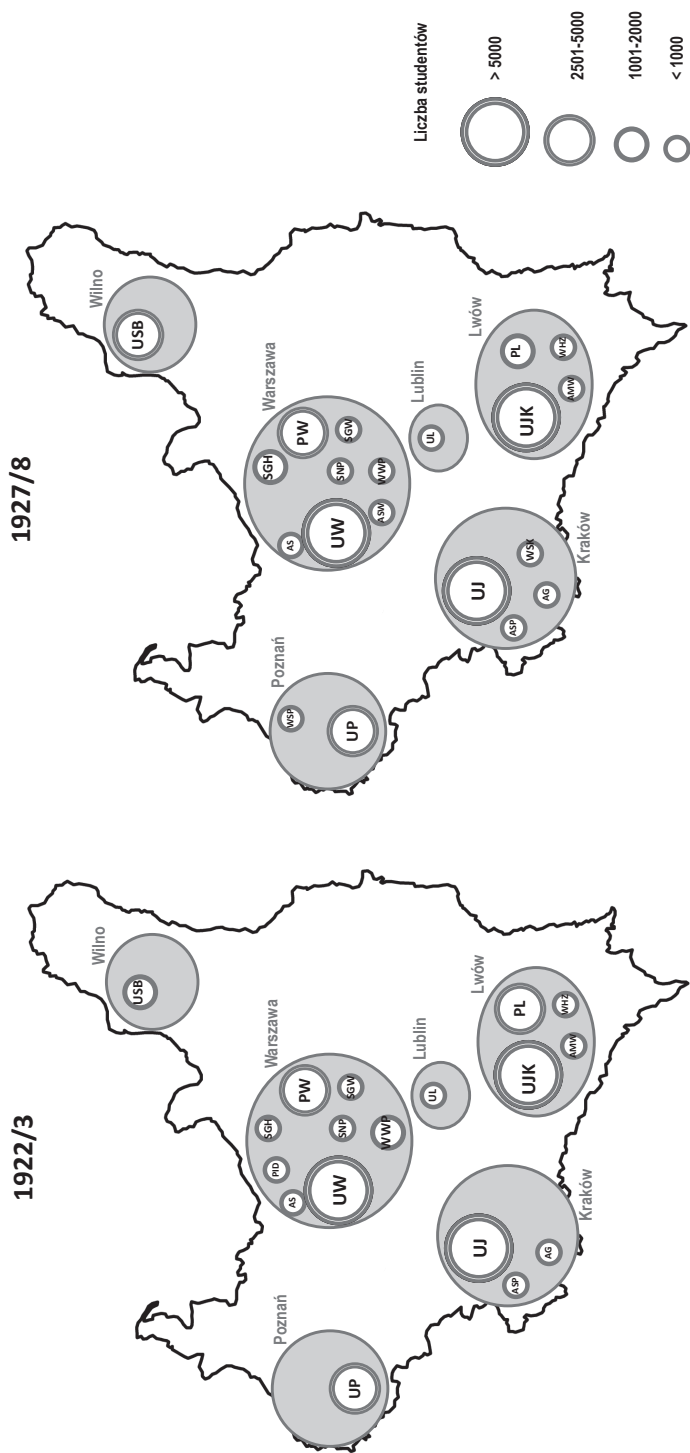 1922/3
Wilno
USB
Warszawa
SGH
PW
PID
SGW
AS
SNP
UW
WWP
Lublin
UL
Lwów
PL
UJK
WHZ
AMW
Poznań
UP
UJ
ASP
AG
Kraków
1927/8
Wilno
USB
Warszawa
SGH
PW
AS
SNP
SGW
UW
ASW
WWP
Lublin
UL
Lwów
PL
UJK
WHZ
AMW
Poznań
WSP
UP
UJ
WSK
ASP
AG
Kraków
Liczba studentów
> 5000
2501-5000
1001-2000
< 1000